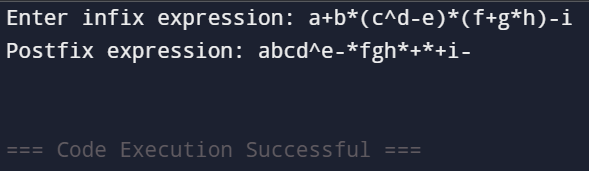 Enter infix expression: a+b*(c^d-e)*(f+g*h)-i
Postfix expression: abcd^e-*fgh*+*+i-
=== Code Execution Successful ===